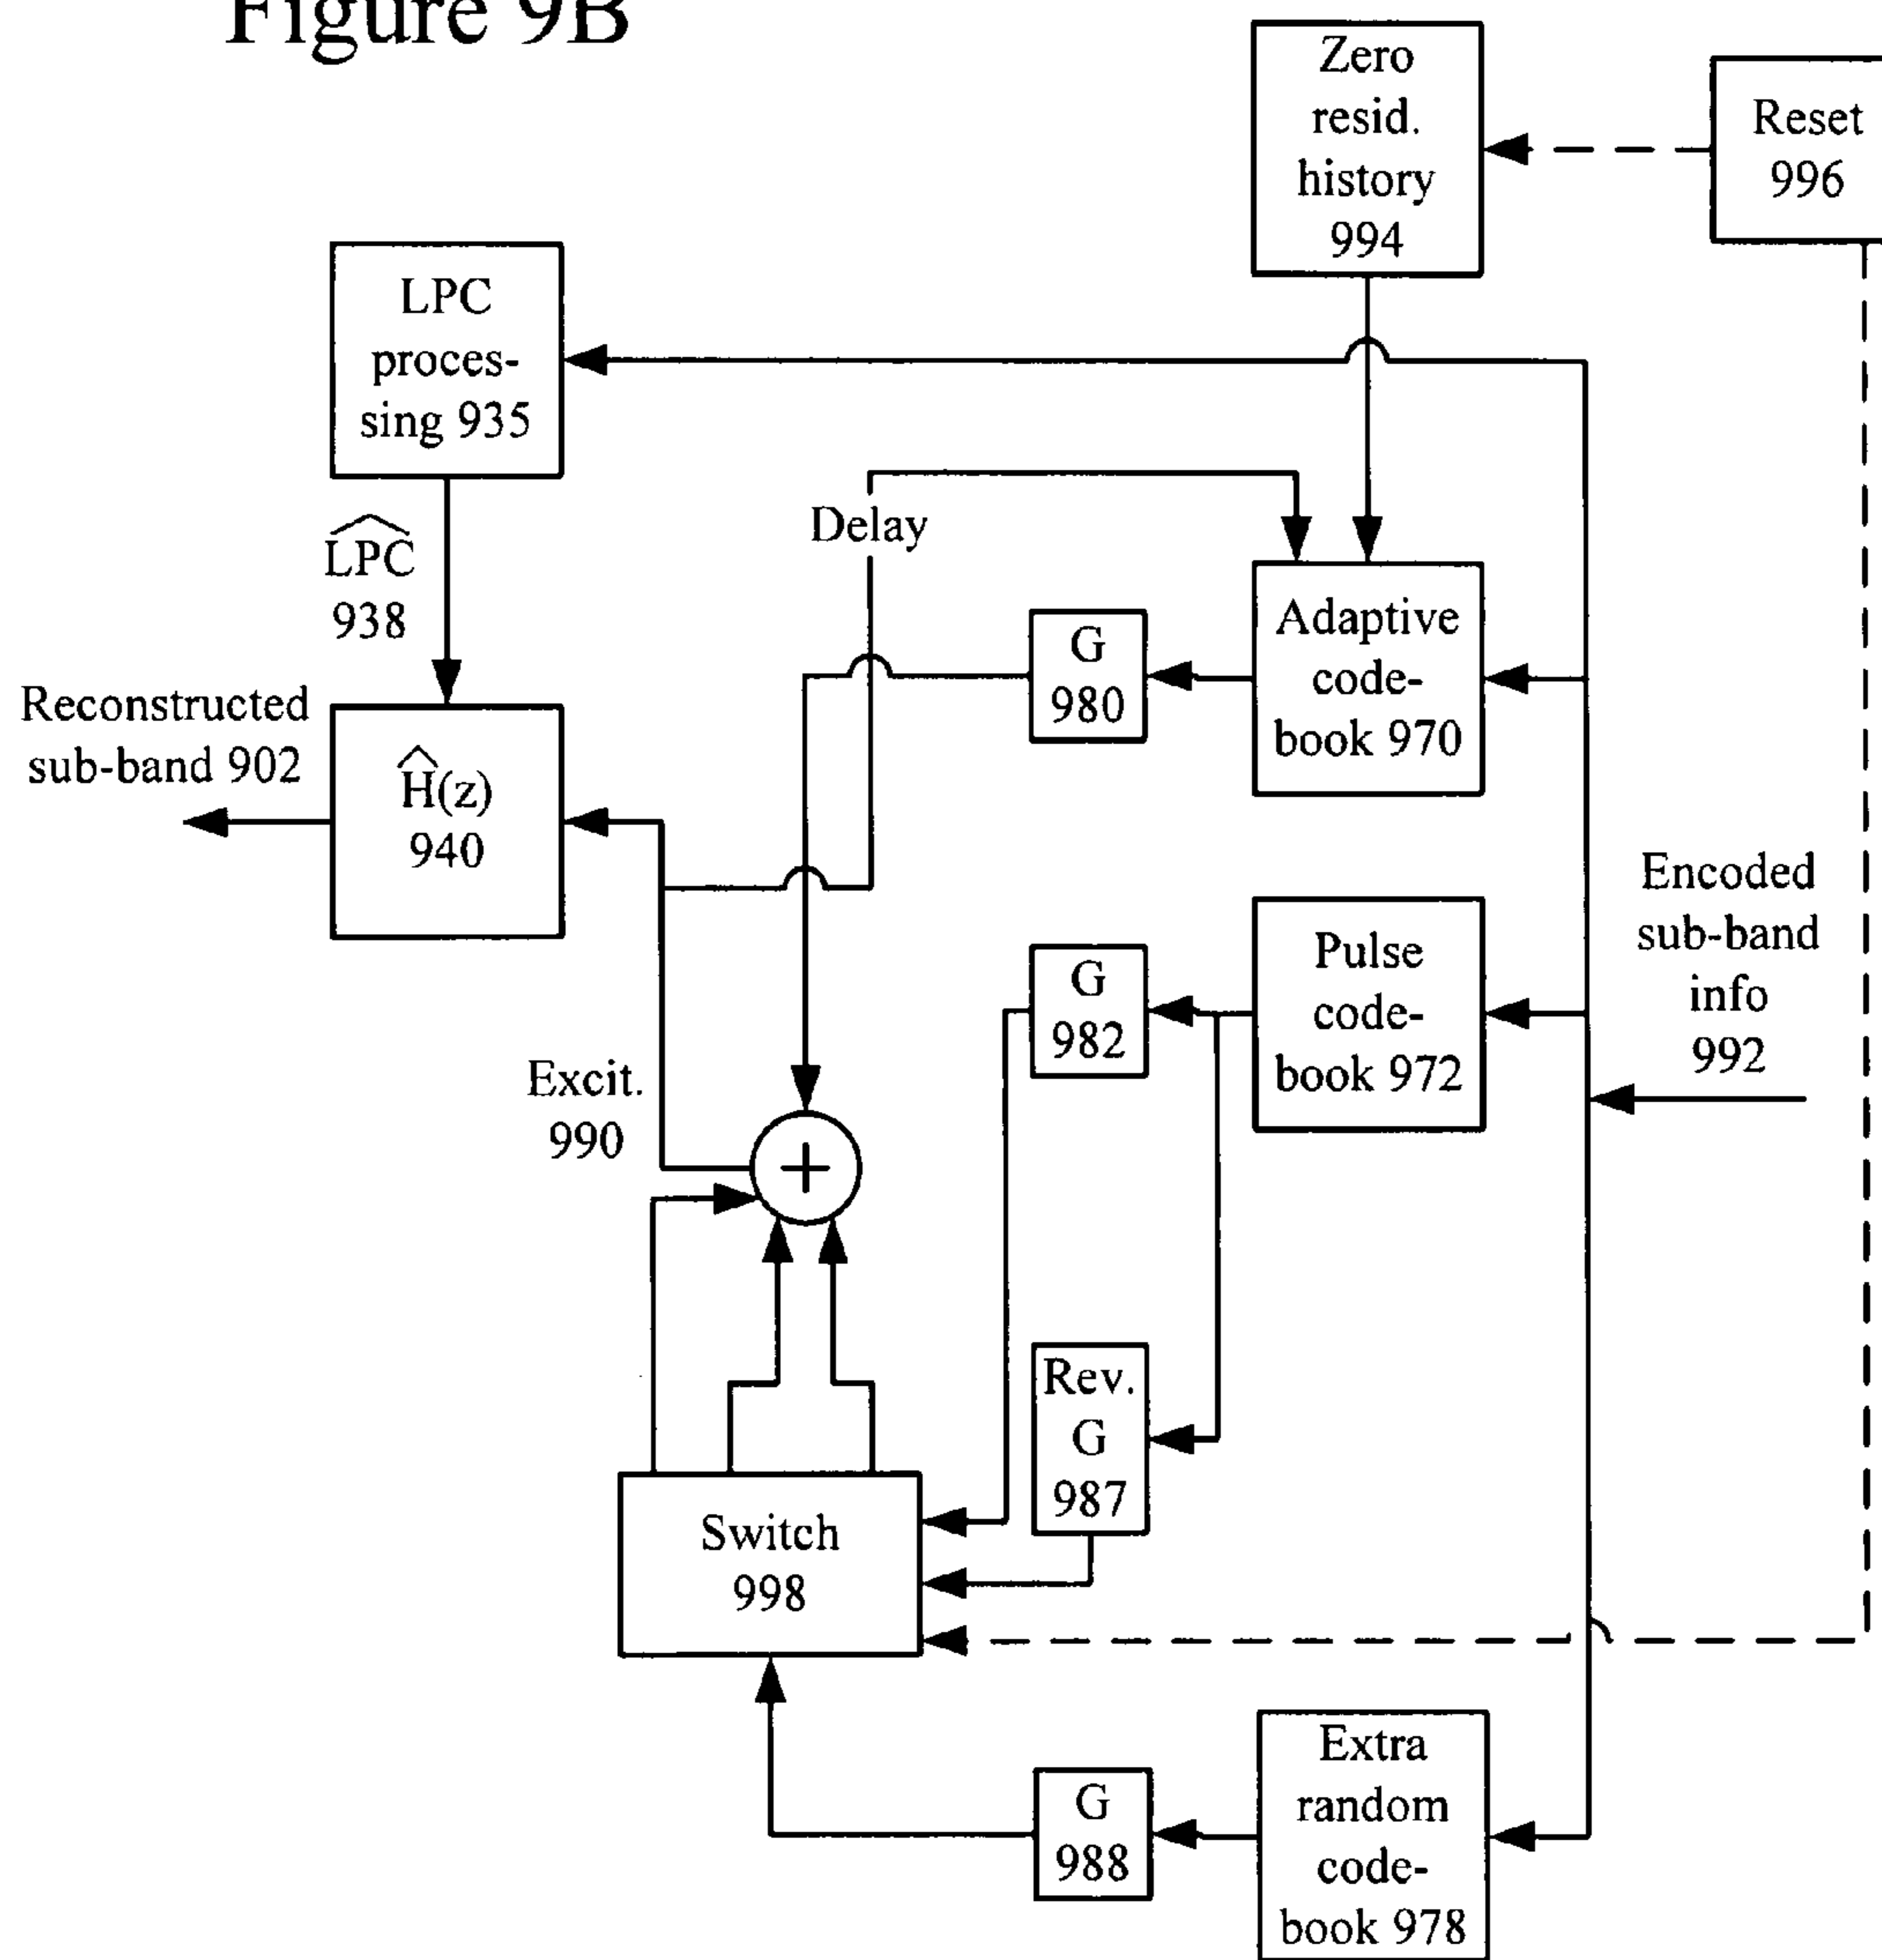 Figure 9B
Zero
resid.
history
994
Reset
996
LPC
proces-
sing 935
Delay
LPC
938
Adaptive
code-
book 970
G
980
Reconstructed
sub-band 902
Ĥ(z)
940
Encoded
sub-band
info
992
Pulse
code-
book 972
G
982
Excit.
990
+
Rev.
G
987
Switch
998
Extra
random
code-
book 978
G
988